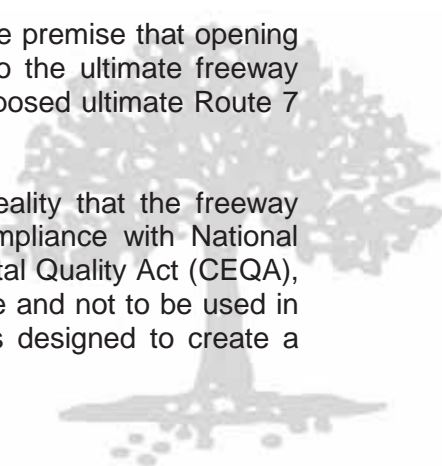 e premise that opening
o the ultimate freeway
posed ultimate Route 7
eality that the freeway
mpliance with National
tal Quality Act (CEQA),
e and not to be used in
s designed to create a